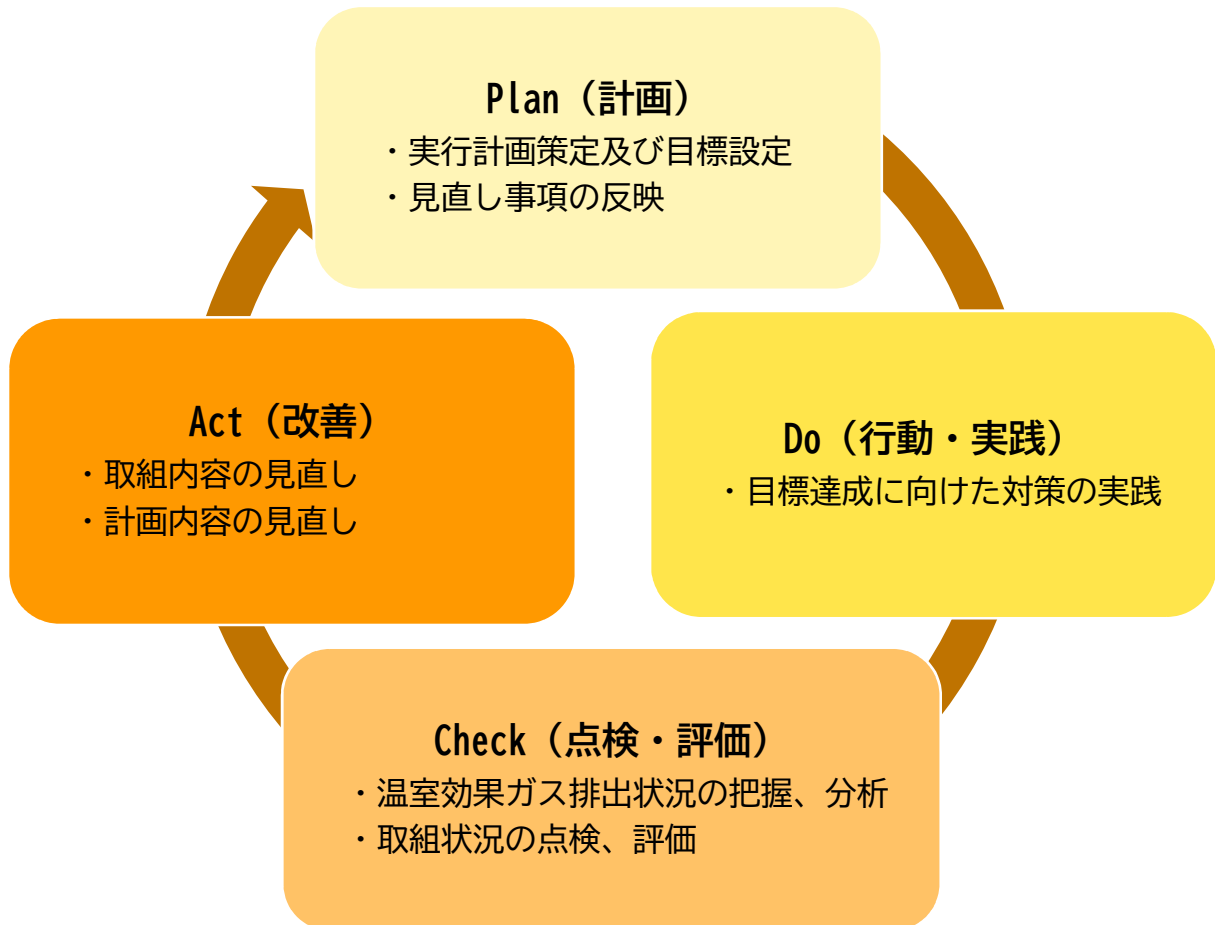 Plan（計画）
・実行計画策定及び目標設定
・見直し事項の反映
Act（改善）
・取組内容の見直し
・計画内容の見直し
Do（行動・実践）
・目標達成に向けた対策の実践
Check（点検・評価）
・温室効果ガス排出状況の把握、分析
・取組状況の点検、評価